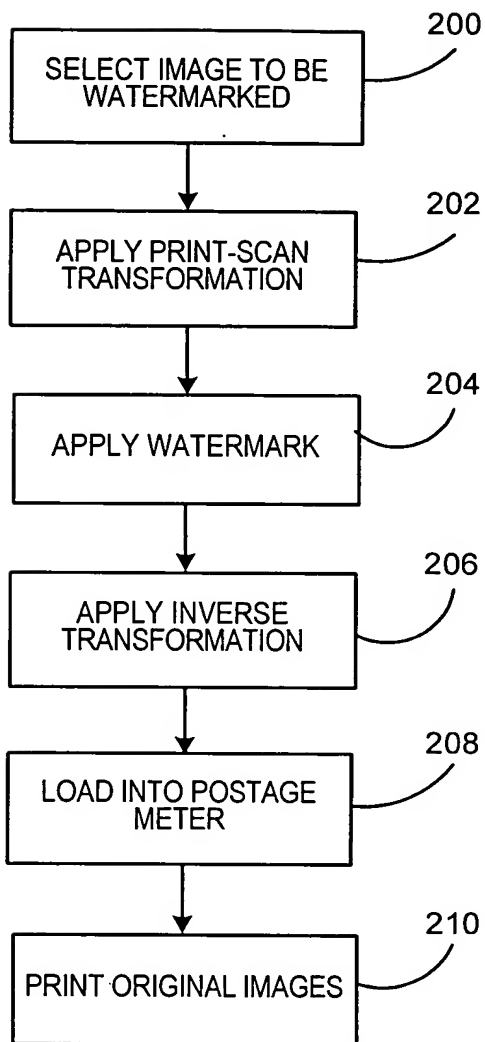 200
SELECT IMAGE TO BE
WATERMARKED
202
APPLY PRINT-SCAN
TRANSFORMATION
204
APPLY WATERMARK
206
APPLY INVERSE
TRANSFORMATION
208
LOAD INTO POSTAGE
METER
210
PRINT ORIGINAL IMAGES